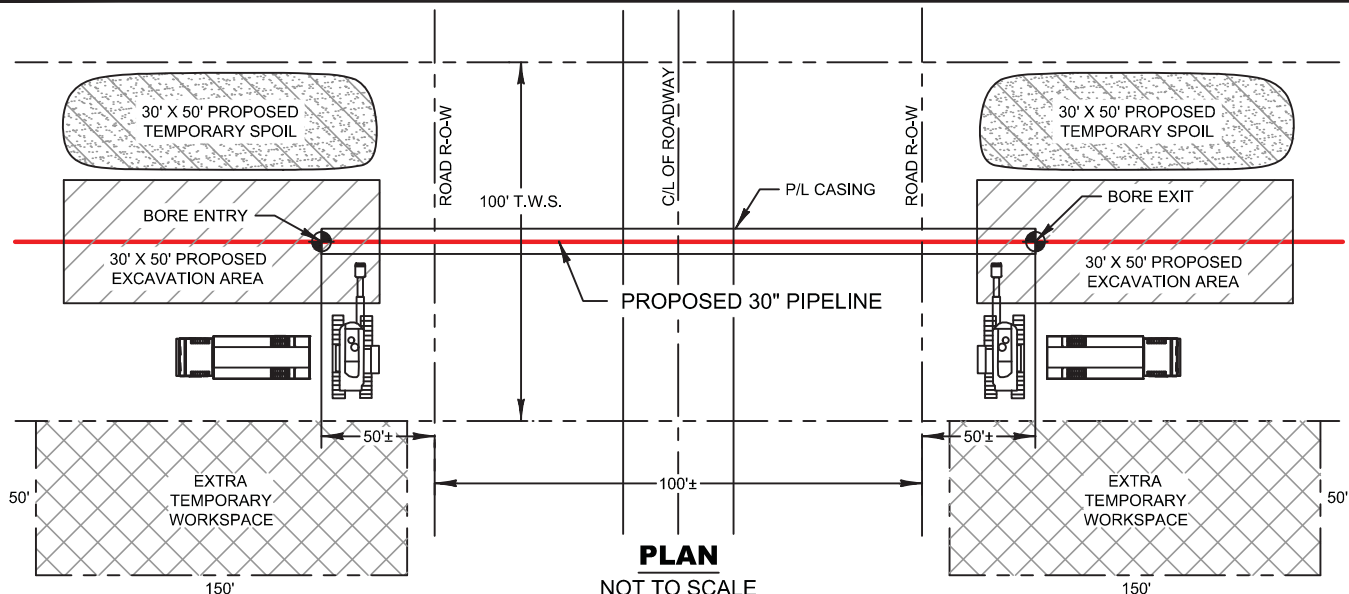 30' X 50' PROPOSED
TEMPORARY SPOIL
ROAD R-O-W
100' T.W.S.
C/L OF ROADWAY
P/L CASING
ROAD R-O-W
30' X 50' PROPOSED
TEMPORARY SPOIL
BORE ENTRY
BORE EXIT
30' X 50' PROPOSED
EXCAVATION AREA
30' X 50' PROPOSED
EXCAVATION AREA
PROPOSED 30" PIPELINE
50'±
50'±
100'±
50'
EXTRA
TEMPORARY
WORKSPACE
EXTRA
TEMPORARY
WORKSPACE
50'
150'
150'
PLAN
NOT TO SCALE